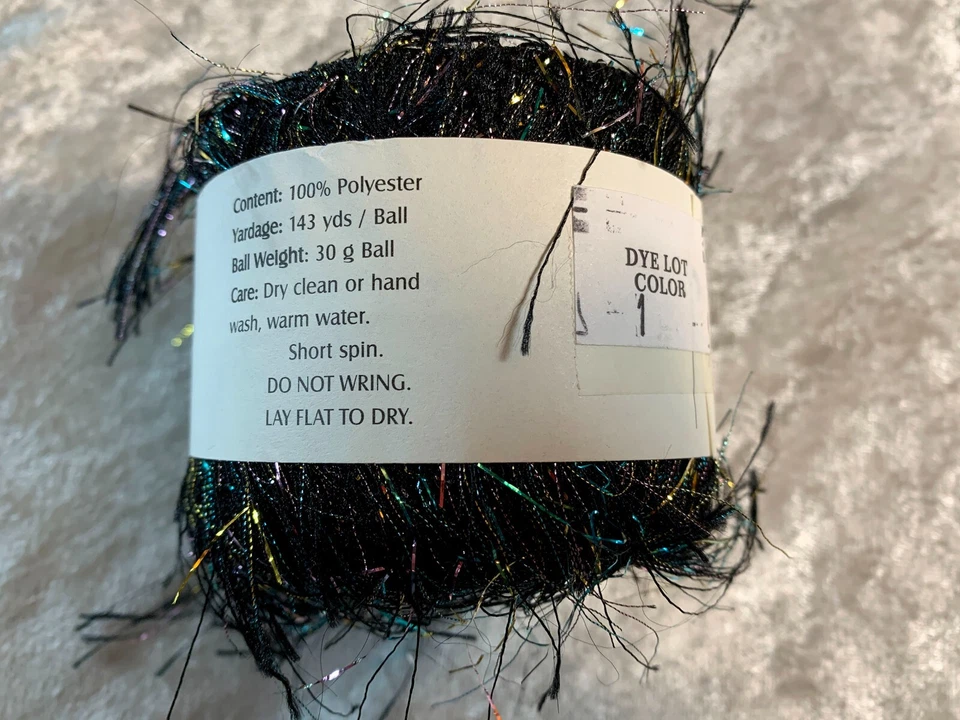 Content: 100% Polyester
Yardage: 143 yds / Ball
Ball Weight: 30 g Ball
Care: Dry clean or hand
wash, warm water.
Short spin.
DO NOT WRING.
LAY FLAT TO DRY.
DYE LOT
COLOR
1